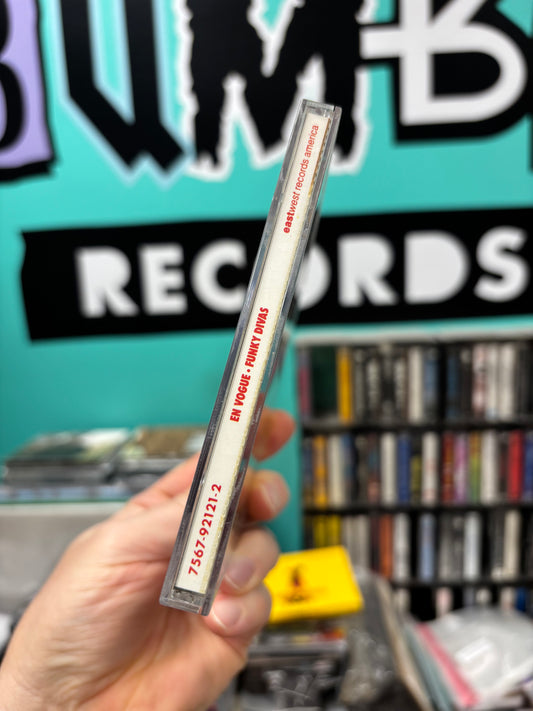 RECORDS
eastwest records america
EN VOGUE • FUNKY DIVAS
7567-92121-2